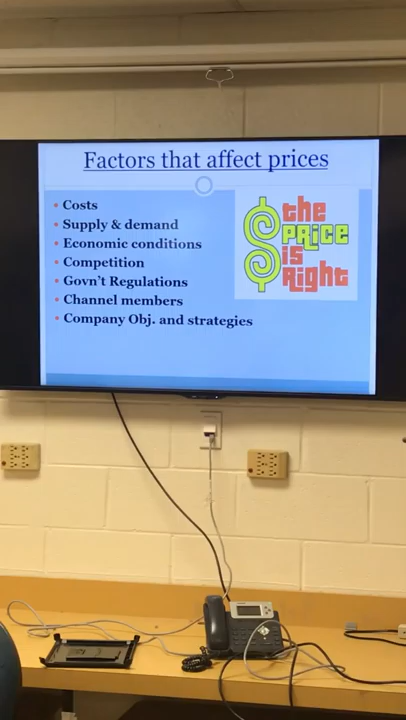 Factors that affect prices
Costs
Supply & demand
Economic conditions
Competition
Govn't Regulations
Channel members
Company Obj. and strategies
the
PRiCE
iS
Right